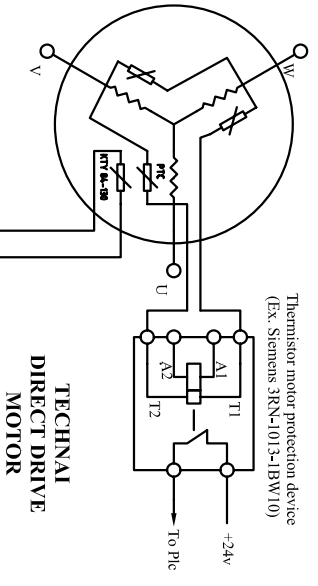 Thermistor motor protection device
(Ex. Siemens 3RN-1013-1BW10)
W
V
U
PTC
KTY 84-130
A1
A2
T1
T2
+24v
To Plc
TECHNAI
DIRECT DRIVE
MOTOR